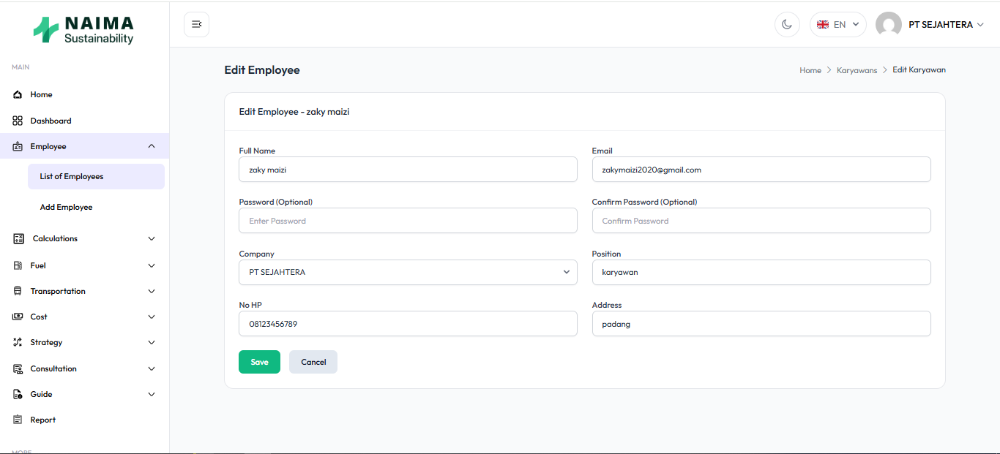 NAIMA
Sustainability
EN
PT SEJAHTERA
MAIN
Home
Dashboard
Employee
List of Employees
Add Employee
Calculations
Fuel
Transportation
Cost
Strategy
Consultation
Guide
Report
MORE
Edit Employee
Home > Karyawans > Edit Karyawan
Edit Employee - zaky maizi
Full Name
zaky maizi
Email
zakymaizi2020@gmail.com
Password (Optional)
Enter Password
Confirm Password (Optional)
Confirm Password
Company
PT SEJAHTERA
Position
karyawan
No HP
08123456789
Address
padang
Save
Cancel